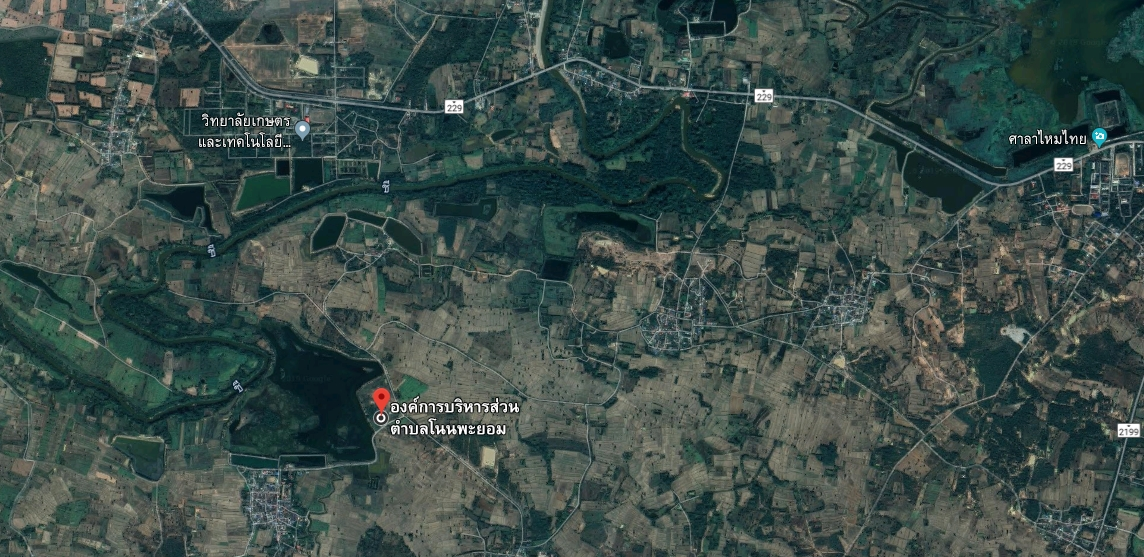 229
229
วิทยาลัยเกษตร
และเทคโนโลยี...
ศาลาไหมไทย
229
ชี
ชี
ชี
องค์การบริหารส่วน
ตำบลโนนพะยอม
2199